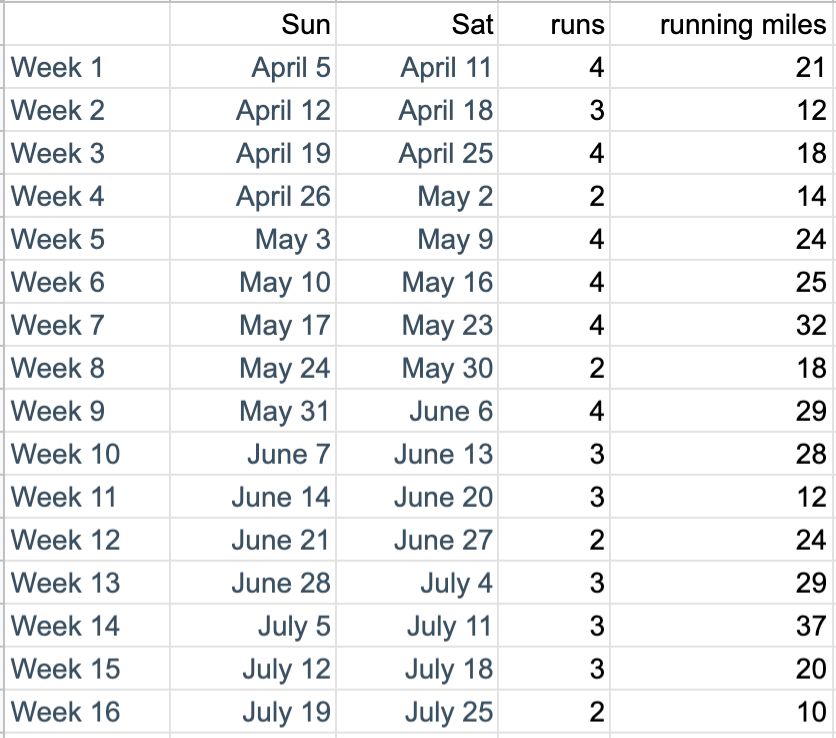 Sun Sat runs running miles
Week 1 April 5 April 11 4 21
Week 2 April 12 April 18 3 12
Week 3 April 19 April 25 4 18
Week 4 April 26 May 2 2 14
Week 5 May 3 May 9 4 24
Week 6 May 10 May 16 4 25
Week 7 May 17 May 23 4 32
Week 8 May 24 May 30 2 18
Week 9 May 31 June 6 4 29
Week 10 June 7 June 13 3 28
Week 11 June 14 June 20 3 12
Week 12 June 21 June 27 2 24
Week 13 June 28 July 4 3 29
Week 14 July 5 July 11 3 37
Week 15 July 12 July 18 3 20
Week 16 July 19 July 25 2 10